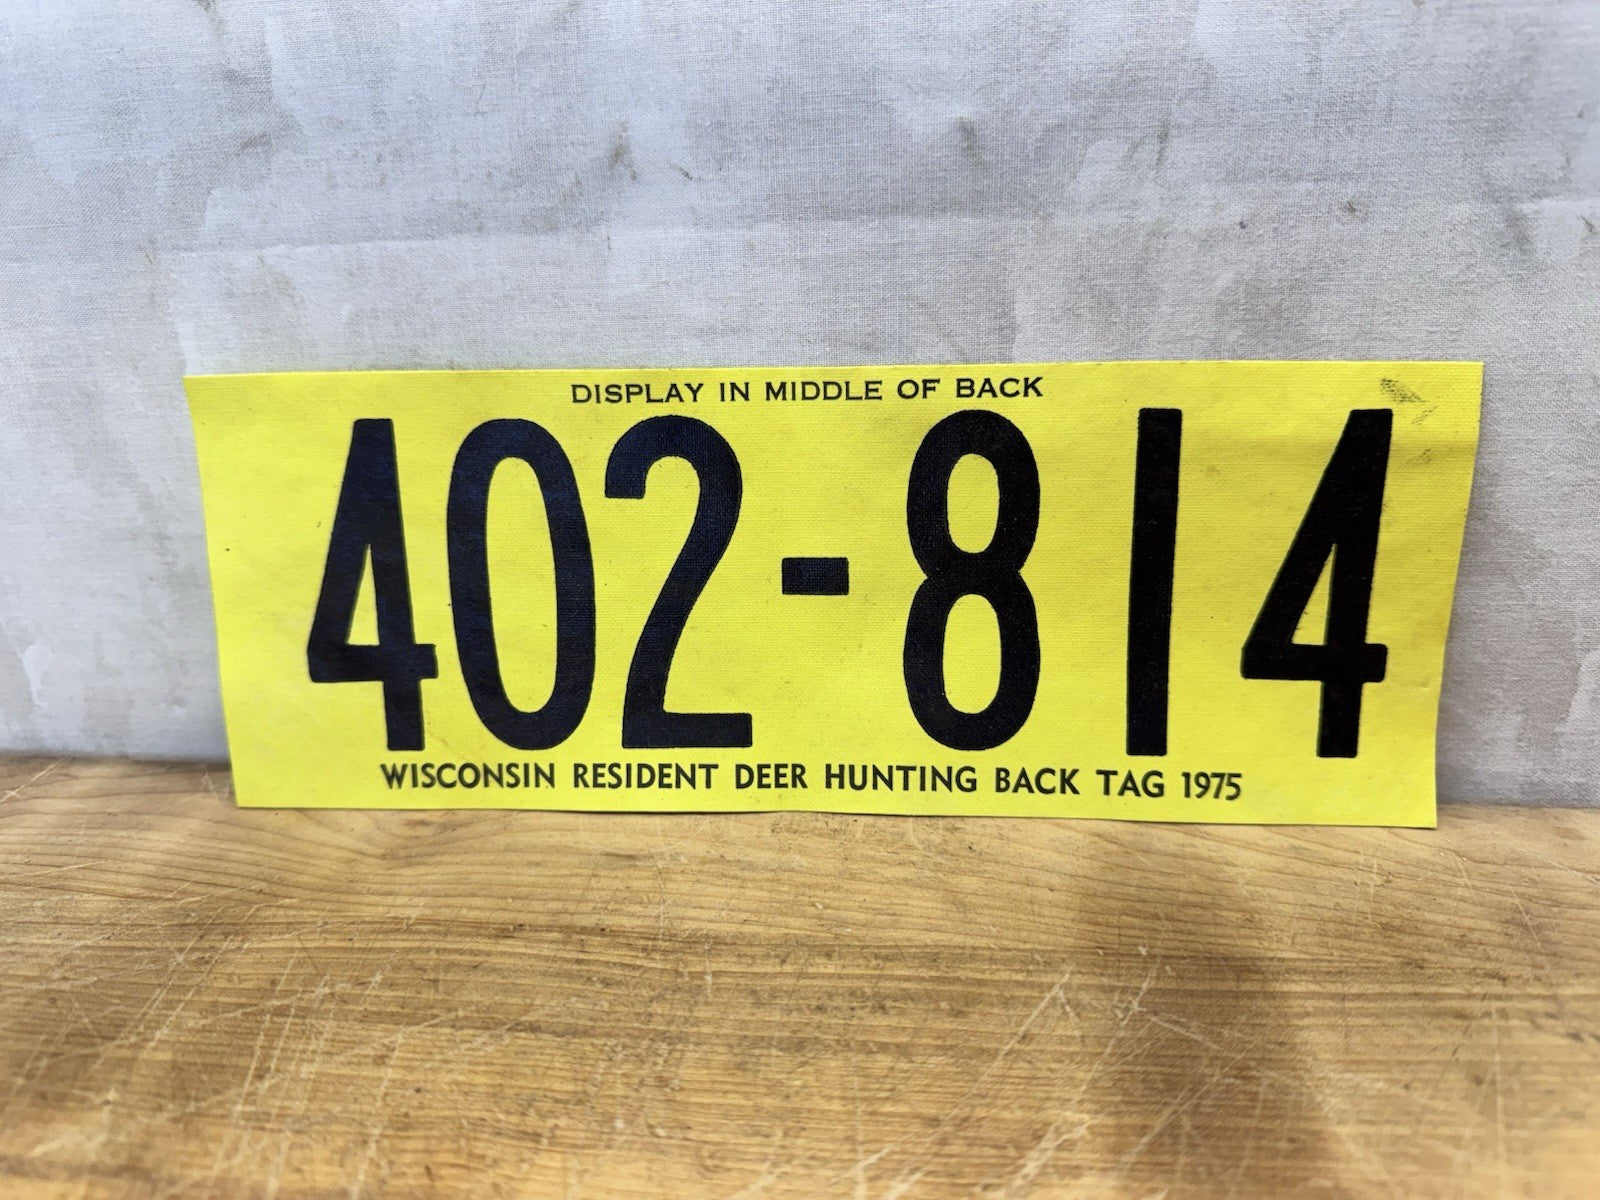 DISPLAY IN MIDDLE OF BACK
402-814
WISCONSIN RESIDENT DEER HUNTING BACK TAG 1975